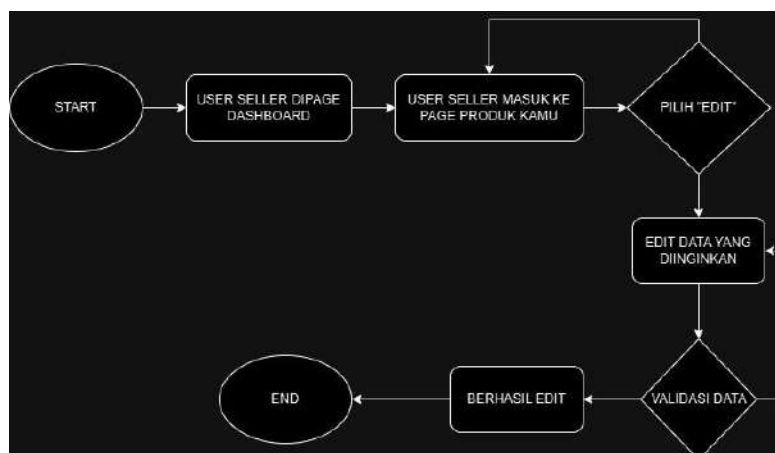 START
USER SELLER DIPAGE
DASHBOARD
USER SELLER MASUK KE
PAGE PRODUK KAMU
PILIH "EDIT"
EDIT DATA YANG
DIINGINKAN
VALIDASI DATA
BERHASIL EDIT
END